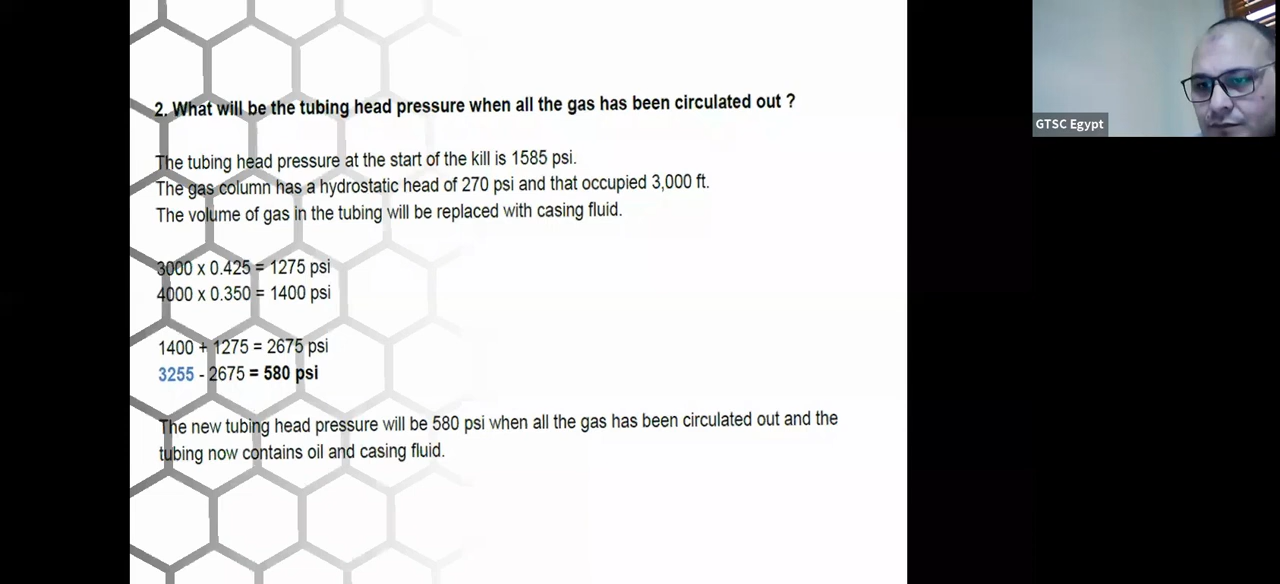 2. What will be the tubing head pressure when all the gas has been circulated out ?
The tubing head pressure at the start of the kill is 1585 psi.
The gas column has a hydrostatic head of 270 psi and that occupied 3,000 ft.
The volume of gas in the tubing will be replaced with casing fluid.
3000 x 0.425 = 1275 psi
4000 x 0.350 = 1400 psi
1400 + 1275 = 2675 psi
3255 - 2675 = 580 psi
The new tubing head pressure will be 580 psi when all the gas has been circulated out and the
tubing now contains oil and casing fluid.
GTSC Egypt